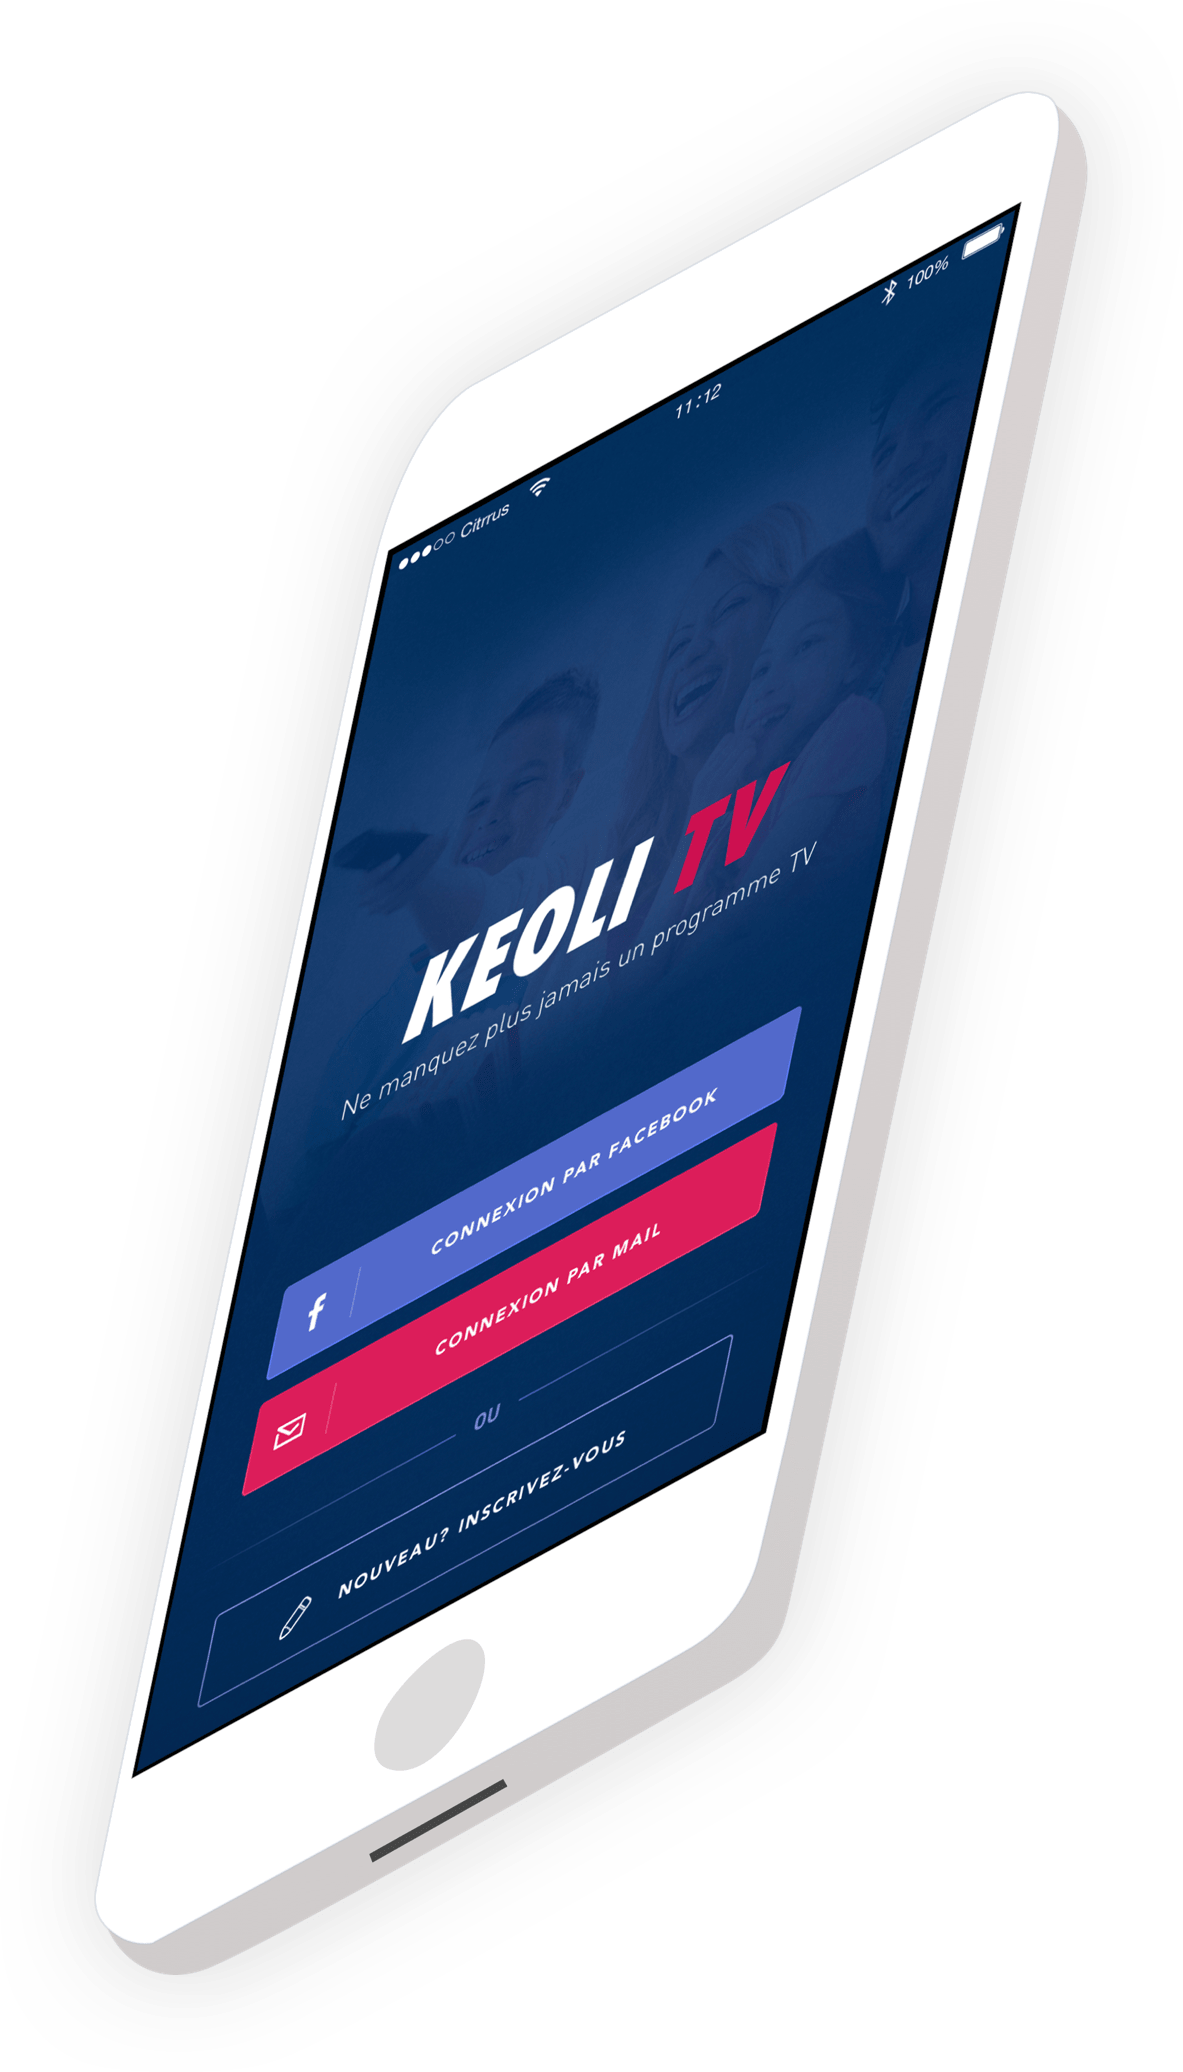 Citrrus 11:12 100%
KEOLI TV
Ne manquez plus jamais un programme TV
CONNEXION PAR FACEBOOK
CONNEXION PAR MAIL
OU
NOUVEAU? INSCRIVEZ-VOUS